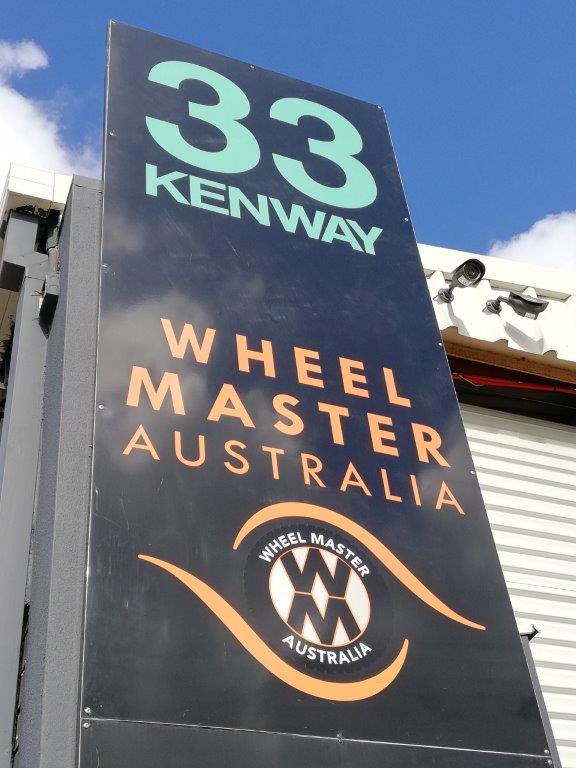 33
KENWAY
WHEEL
MASTER
AUSTRALIA
WHEEL MASTER
WM
AUSTRALIA